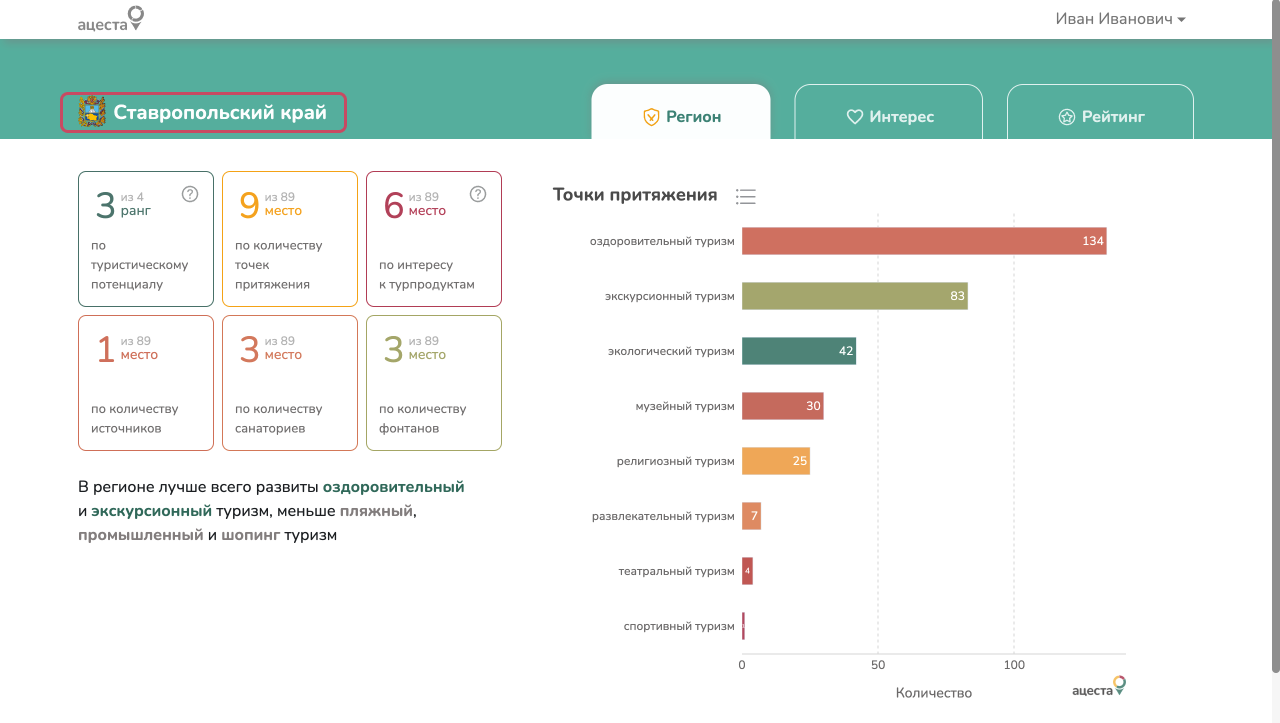 ацеста
Иван Иванович
Ставропольский край
Регион
Интерес
Рейтинг
3 из 4
ранг
по
туристическому
потенциалу
9 из 89
место
по количеству
точек
притяжения
6 из 89
место
по интересу
к турпродуктам
1 из 89
место
по количеству
источников
3 из 89
место
по количеству
санаториев
3 из 89
место
по количеству
фонтанов
В регионе лучше всего развиты оздоровительный
и экскурсионный туризм, меньше пляжный,
промышленный и шопинг туризм
Точки притяжения
оздоровительный туризм 134
экскурсионный туризм 83
экологический туризм 42
музейный туризм 30
религиозный туризм 25
развлекательный туризм 7
театральный туризм 4
спортивный туризм
0 50 100
Количество
ацеста